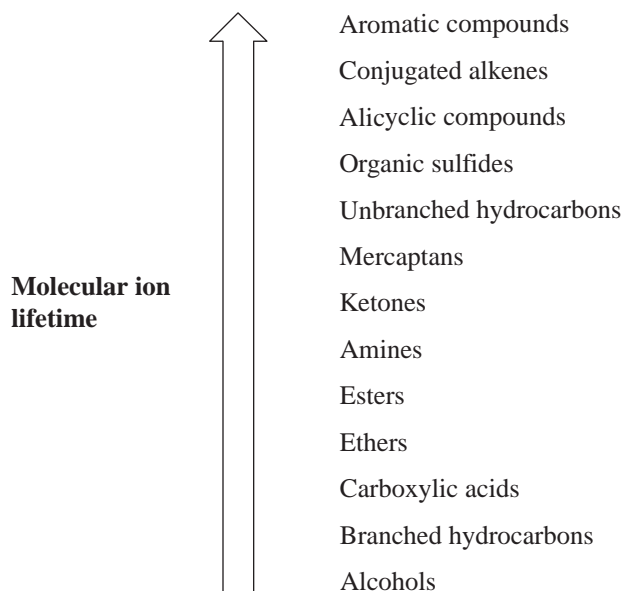 Aromatic compounds
Conjugated alkenes
Alicyclic compounds
Organic sulfides
Unbranched hydrocarbons
Mercaptans
Molecular ion
lifetime
Ketones
Amines
Esters
Ethers
Carboxylic acids
Branched hydrocarbons
Alcohols